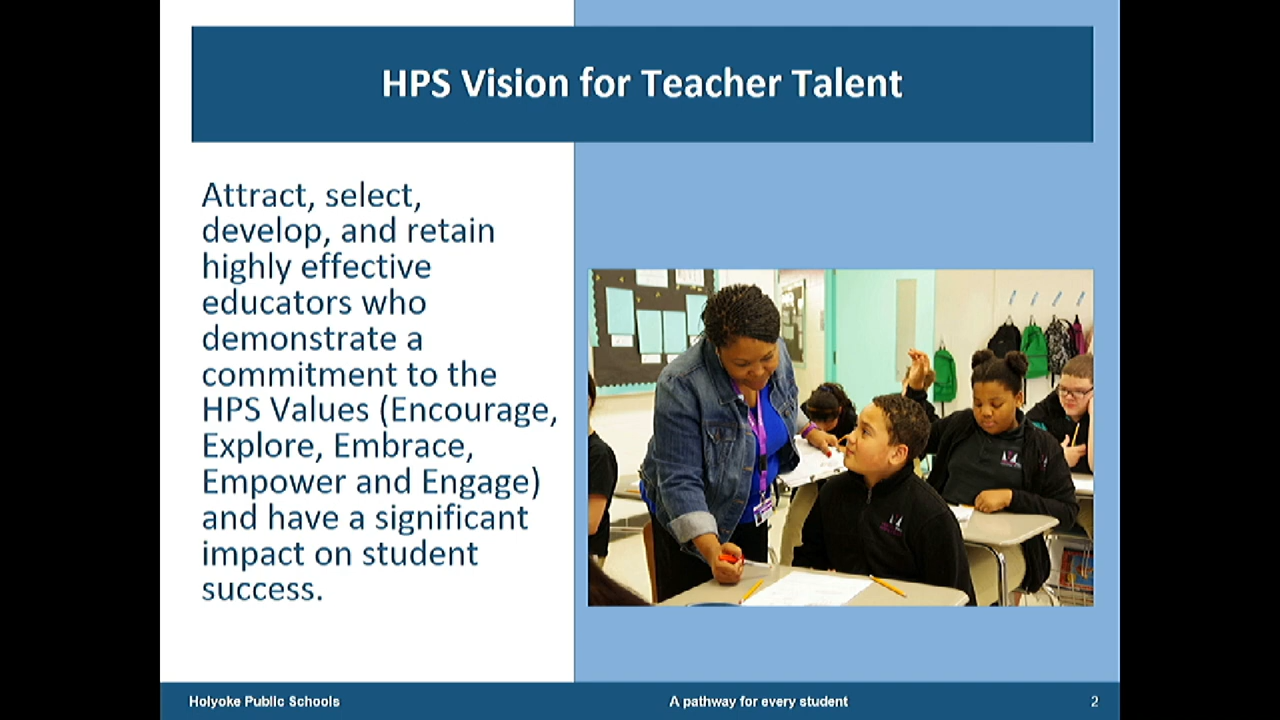 HPS Vision for Teacher Talent
Attract, select,
develop, and retain
highly effective
educators who
demonstrate a
commitment to the
HPS Values (Encourage,
Explore, Embrace,
Empower and Engage)
and have a significant
impact on student
success.
Holyoke Public Schools
A pathway for every student
2